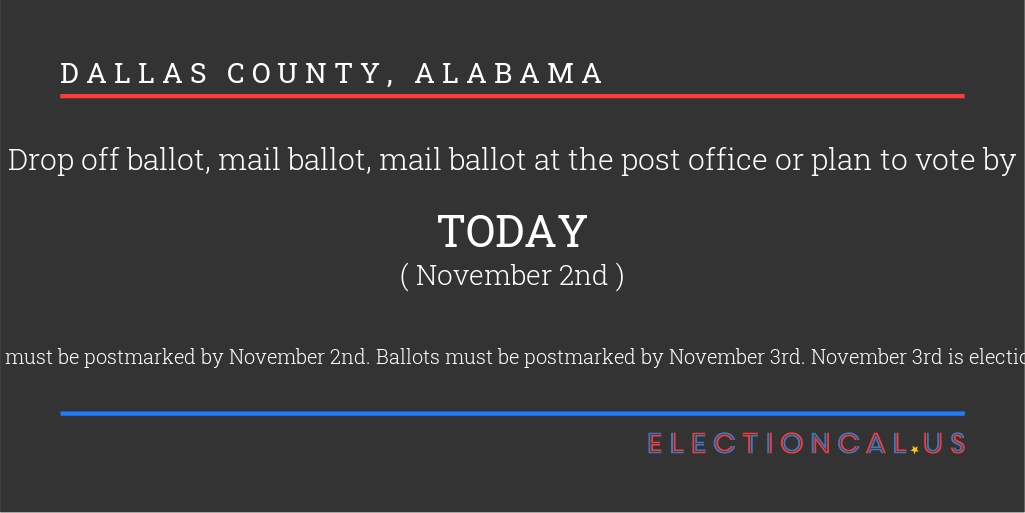 DALLAS COUNTY, ALABAMA
Drop off ballot, mail ballot, mail ballot at the post office or plan to vote by
TODAY
( November 2nd )
must be postmarked by November 2nd. Ballots must be postmarked by November 3rd. November 3rd is electio
ELECTIONCAL.US